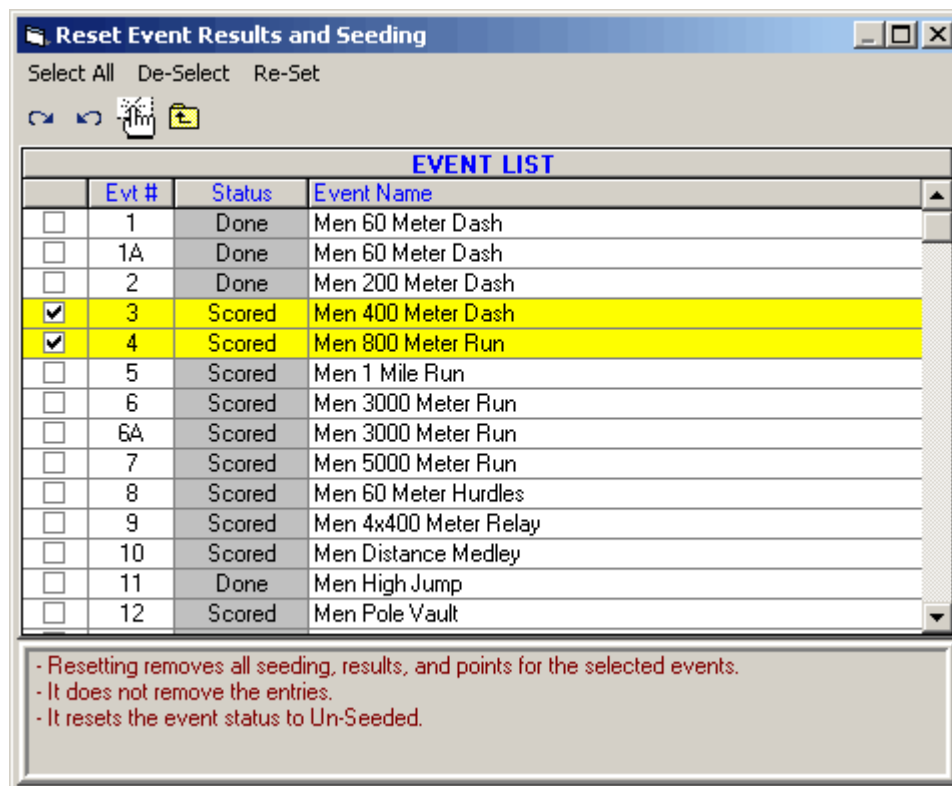 Reset Event Results and Seeding
Select All De-Select Re-Set
EVENT LIST
Evt # Status Event Name
1 Done Men 60 Meter Dash
1A Done Men 60 Meter Dash
2 Done Men 200 Meter Dash
3 Scored Men 400 Meter Dash
4 Scored Men 800 Meter Run
5 Scored Men 1 Mile Run
6 Scored Men 3000 Meter Run
6A Scored Men 3000 Meter Run
7 Scored Men 5000 Meter Run
8 Scored Men 60 Meter Hurdles
9 Scored Men 4x400 Meter Relay
10 Scored Men Distance Medley
11 Done Men High Jump
12 Scored Men Pole Vault
- Resetting removes all seeding, results, and points for the selected events.
- It does not remove the entries.
- It resets the event status to Un-Seeded.